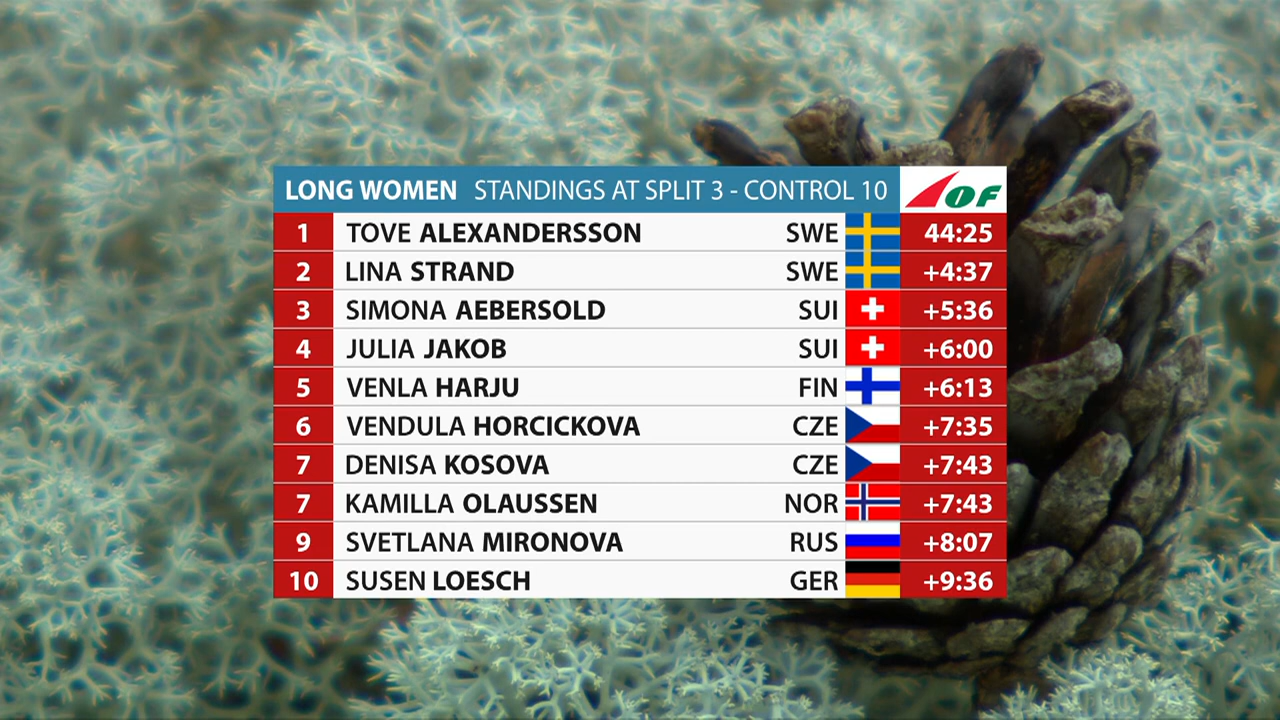 LONG WOMEN STANDINGS AT SPLIT 3 - CONTROL 10 IOF
1 TOVE ALEXANDERSSON SWE 44:25
2 LINA STRAND SWE +4:37
3 SIMONA AEBERSOLD SUI +5:36
4 JULIA JAKOB SUI +6:00
5 VENLA HARJU FIN +6:13
6 VENDULA HORCICKOVA CZE +7:35
7 DENISA KOSOVA CZE +7:43
7 KAMILLA OLAUSSEN NOR +7:43
9 SVETLANA MIRONOVA RUS +8:07
10 SUSEN LOESCH GER +9:36